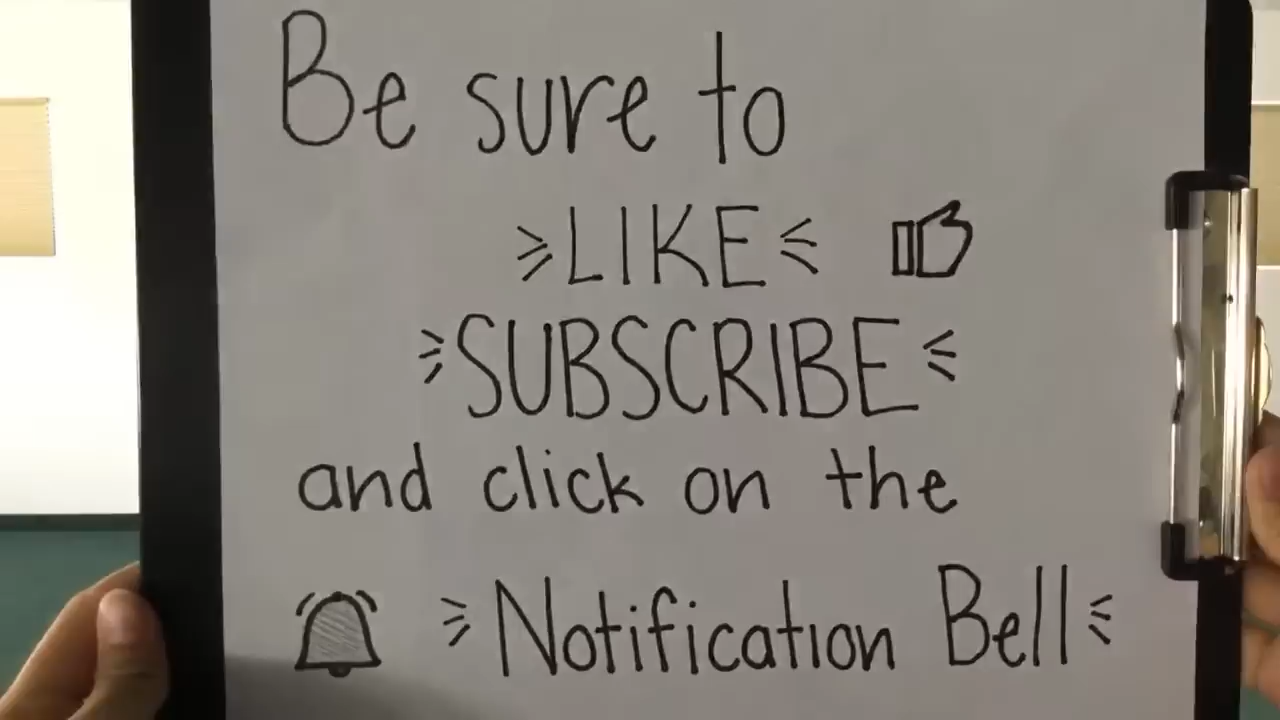 Be sure to
LIKE
SUBSCRIBE
and click on the
Notification Bell